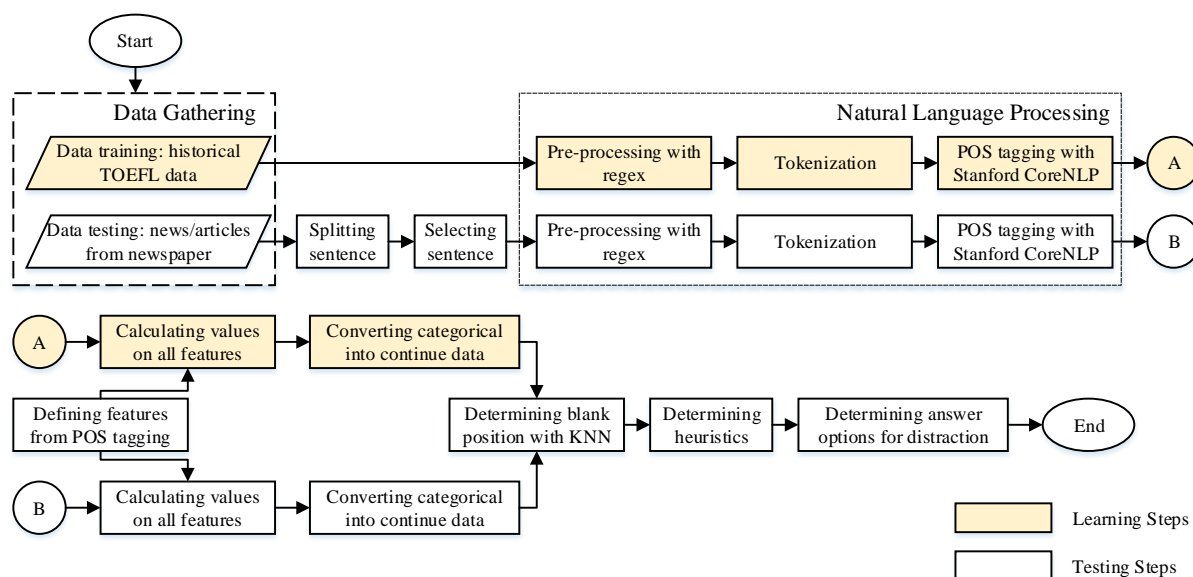 Start
Data Gathering
Natural Language Processing
Data training: historical
TOEFL data
Pre-processing with
regex
Tokenization
POS tagging with
Stanford CoreNLP
A
Data testing: news/articles
from newspaper
Splitting
sentence
Selecting
sentence
Pre-processing with
regex
Tokenization
POS tagging with
Stanford CoreNLP
B
A
Calculating values
on all features
Converting categorical
into continue data
Defining features
from POS tagging
Determining blank
position with KNN
Determining
heuristics
Determining answer
options for distraction
End
B
Calculating values
on all features
Converting categorical
into continue data
Learning Steps
Testing Steps